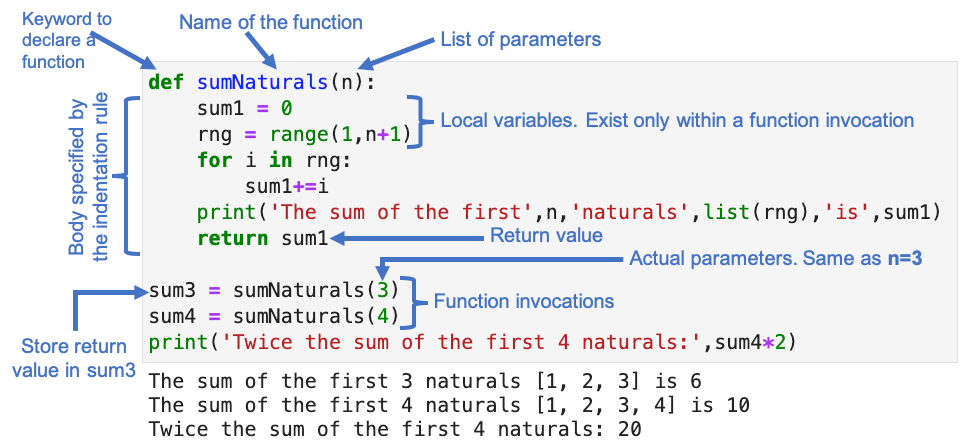 Keyword to
declare a
function
Name of the function
List of parameters
def sumNaturals(n):
    sum1 = 0
    rng = range(1,n+1)
    for i in rng:
        sum1+=i
    print('The sum of the first',n,'naturals',list(rng),'is',sum1)
    return sum1
Body specified by
the indentation rule
Local variables. Exist only within a function invocation
Return value
Actual parameters. Same as n=3
sum3 = sumNaturals(3)
sum4 = sumNaturals(4)
print('Twice the sum of the first 4 naturals:',sum4*2)
Function invocations
Store return
value in sum3
The sum of the first 3 naturals [1, 2, 3] is 6
The sum of the first 4 naturals [1, 2, 3, 4] is 10
Twice the sum of the first 4 naturals: 20